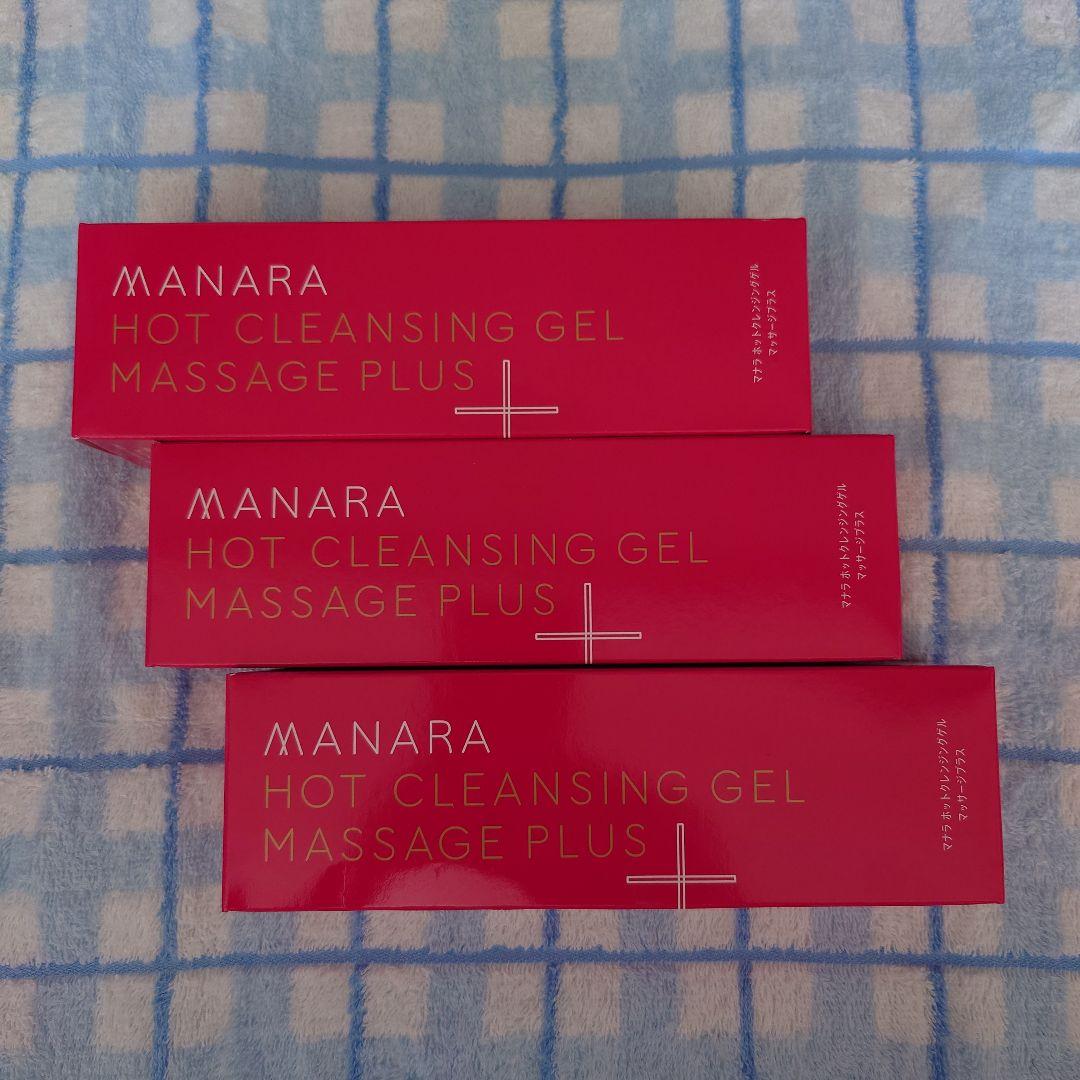 MANARA
HOT CLEANSING GEL
MASSAGE PLUS
マナラ ホットクレンジングゲル
マッサージプラス
MANARA
HOT CLEANSING GEL
MASSAGE PLUS
マナラ ホットクレンジングゲル
マッサージプラス
MANARA
HOT CLEANSING GEL
MASSAGE PLUS
マナラ ホットクレンジングゲル
マッサージプラス